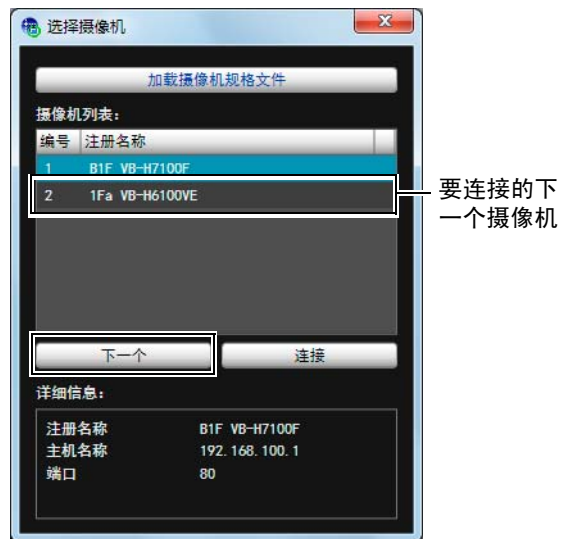 选择摄像机
加载摄像机规格文件
摄像机列表：
编号 注册名称
1 B1F VB-H7100F
2 1Fa VB-H6100VE
要连接的下
一个摄像机
下一个 连接
详细信息：
注册名称 B1F VB-H7100F
主机名称 192.168.100.1
端口 80